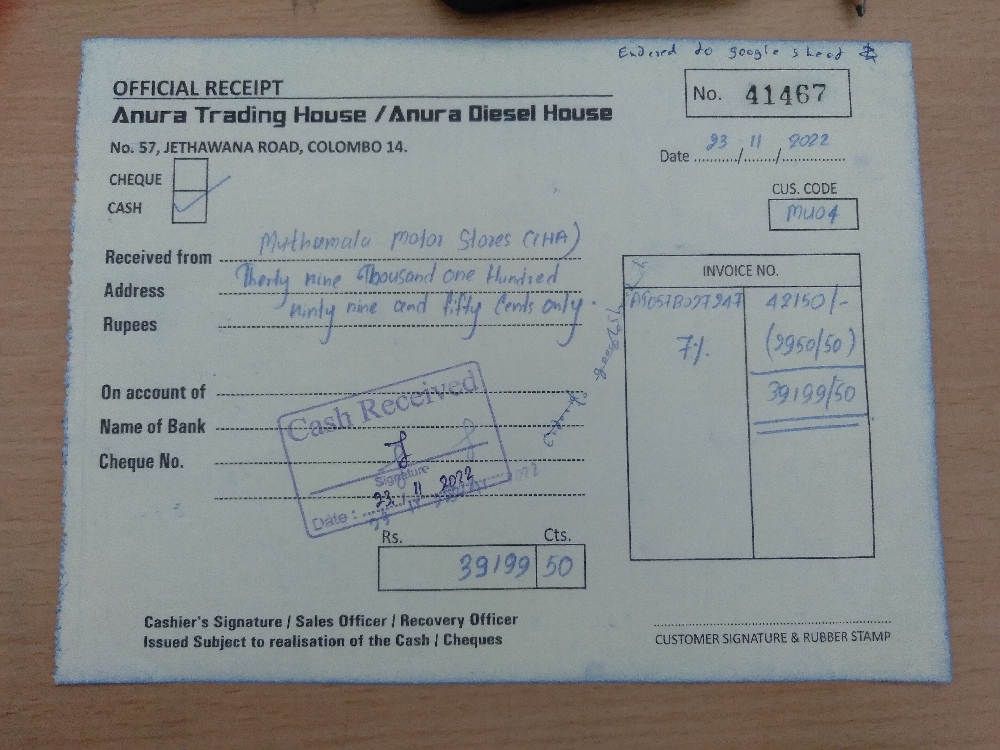 Entered to google sheet
OFFICIAL RECEIPT
No. 41467
Anura Trading House / Anura Diesel House
No. 57, JETHAWANA ROAD, COLOMBO 14.
Date 23 / 11 / 2022
CHEQUE
CASH
CUS. CODE
MU04
Received from Muthumala Motor Stores (THA)
Address Therty nine Thousand one Hundred
Rupees ninty nine and fifty Cents only.
INVOICE NO.
42150/-
7% (2950/50)
39199/50
On account of
Name of Bank
Cheque No.
Cash Received
Signature
Date : 23 11 2022
Rs. Cts.
39199 50
Cashier's Signature / Sales Officer / Recovery Officer
Issued Subject to realisation of the Cash / Cheques
CUSTOMER SIGNATURE & RUBBER STAMP